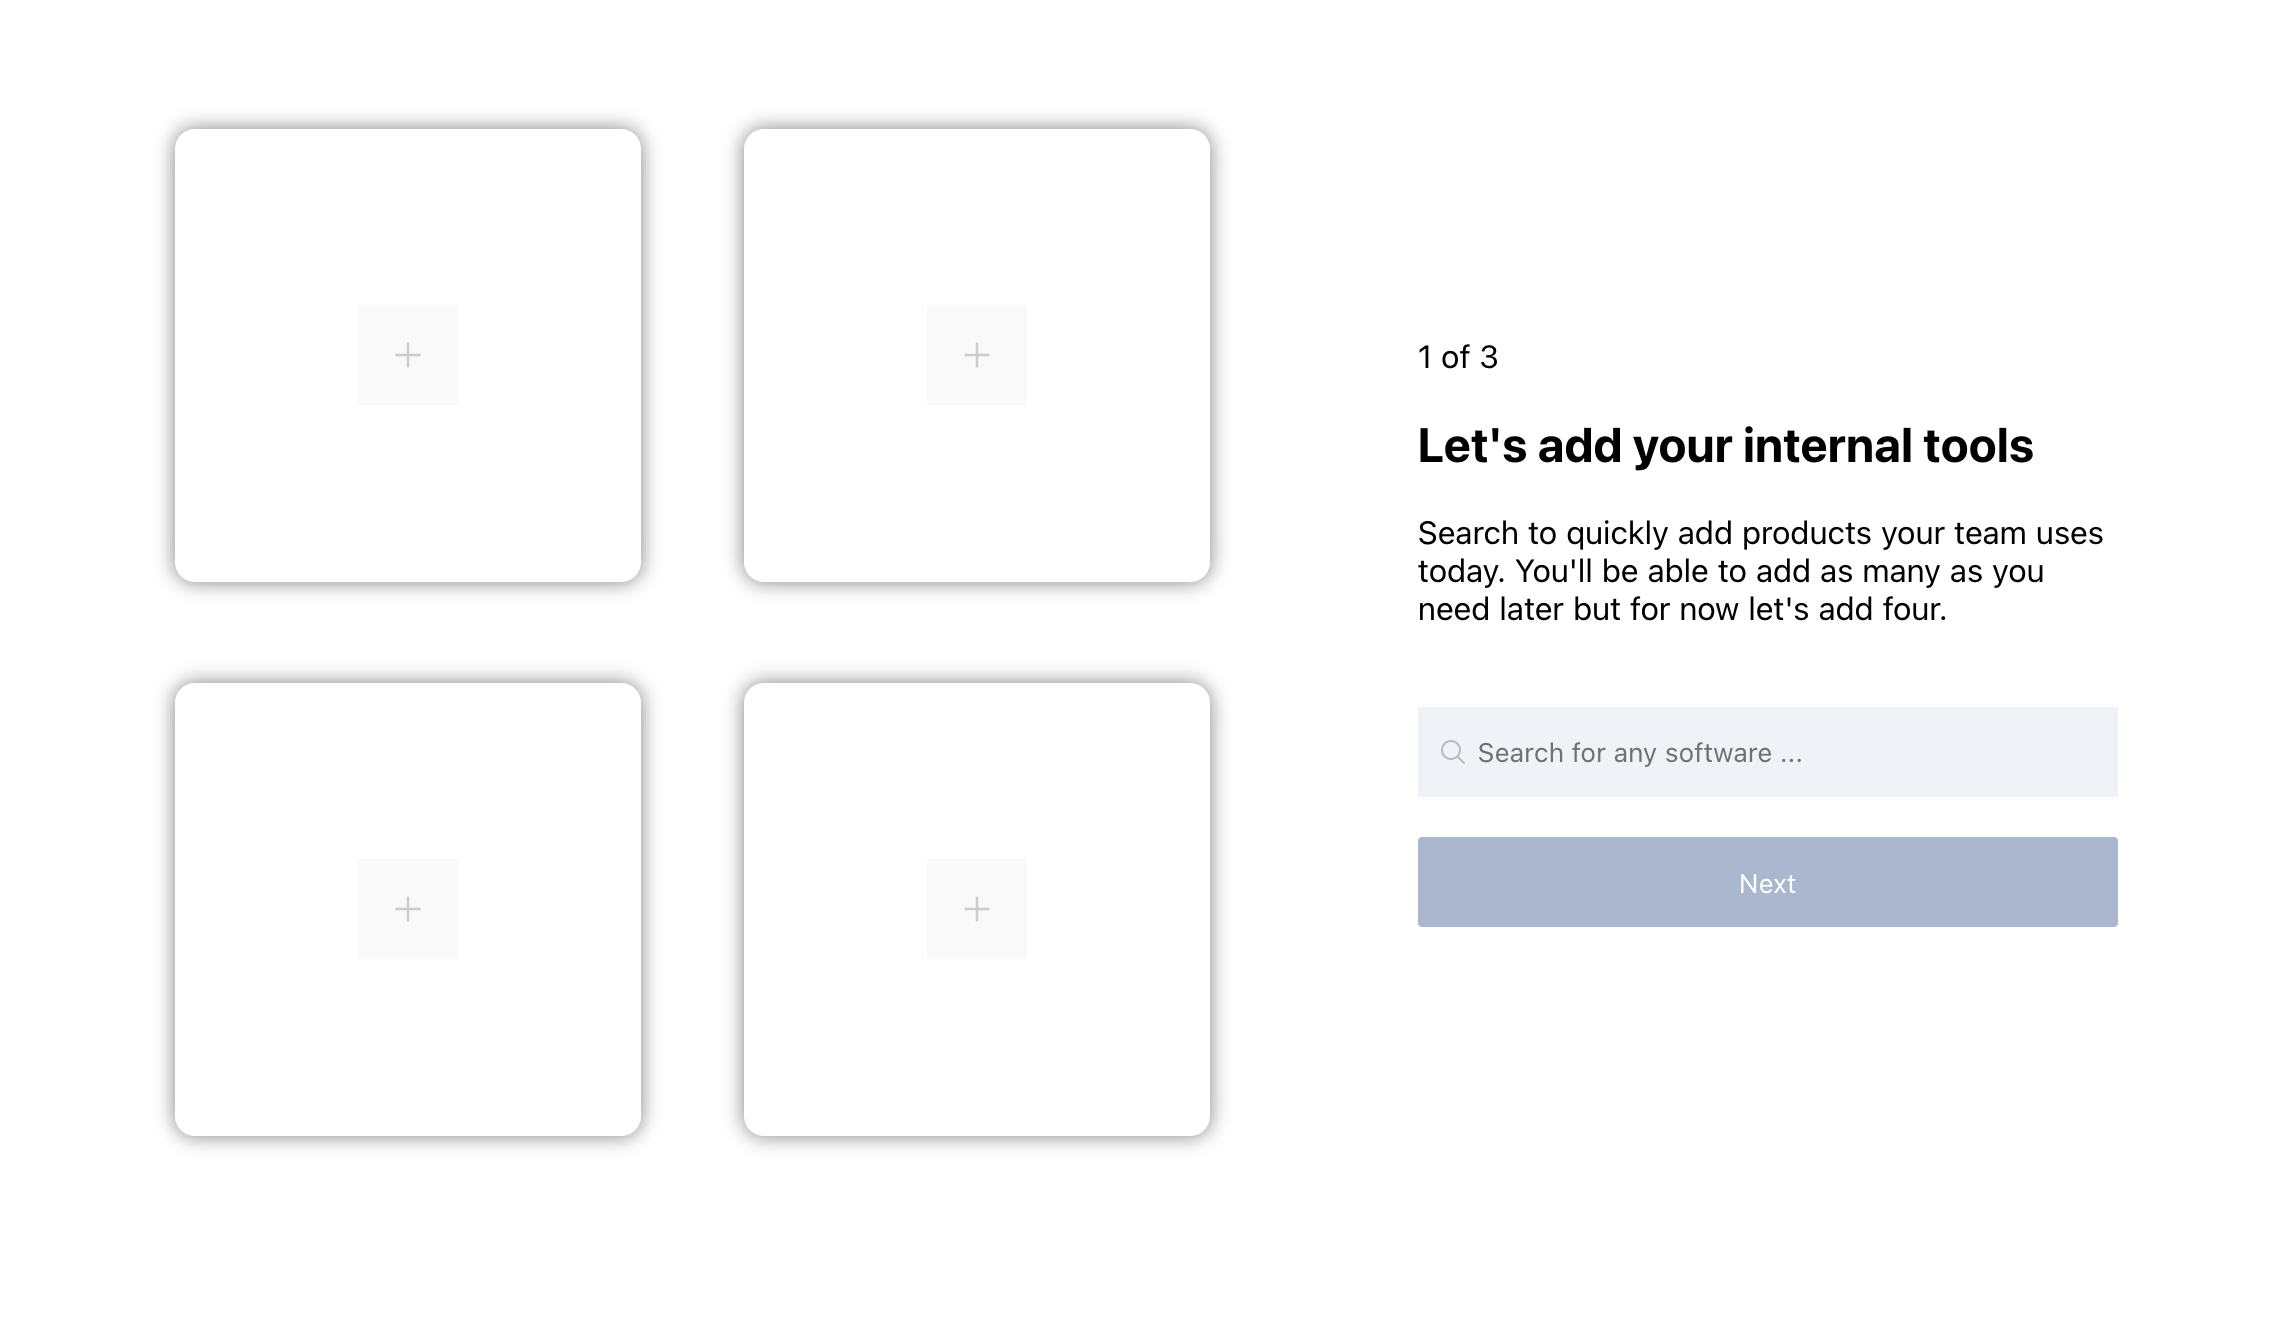 1 of 3
Let's add your internal tools
Search to quickly add products your team uses
today. You'll be able to add as many as you
need later but for now let's add four.
Search for any software ...
Next